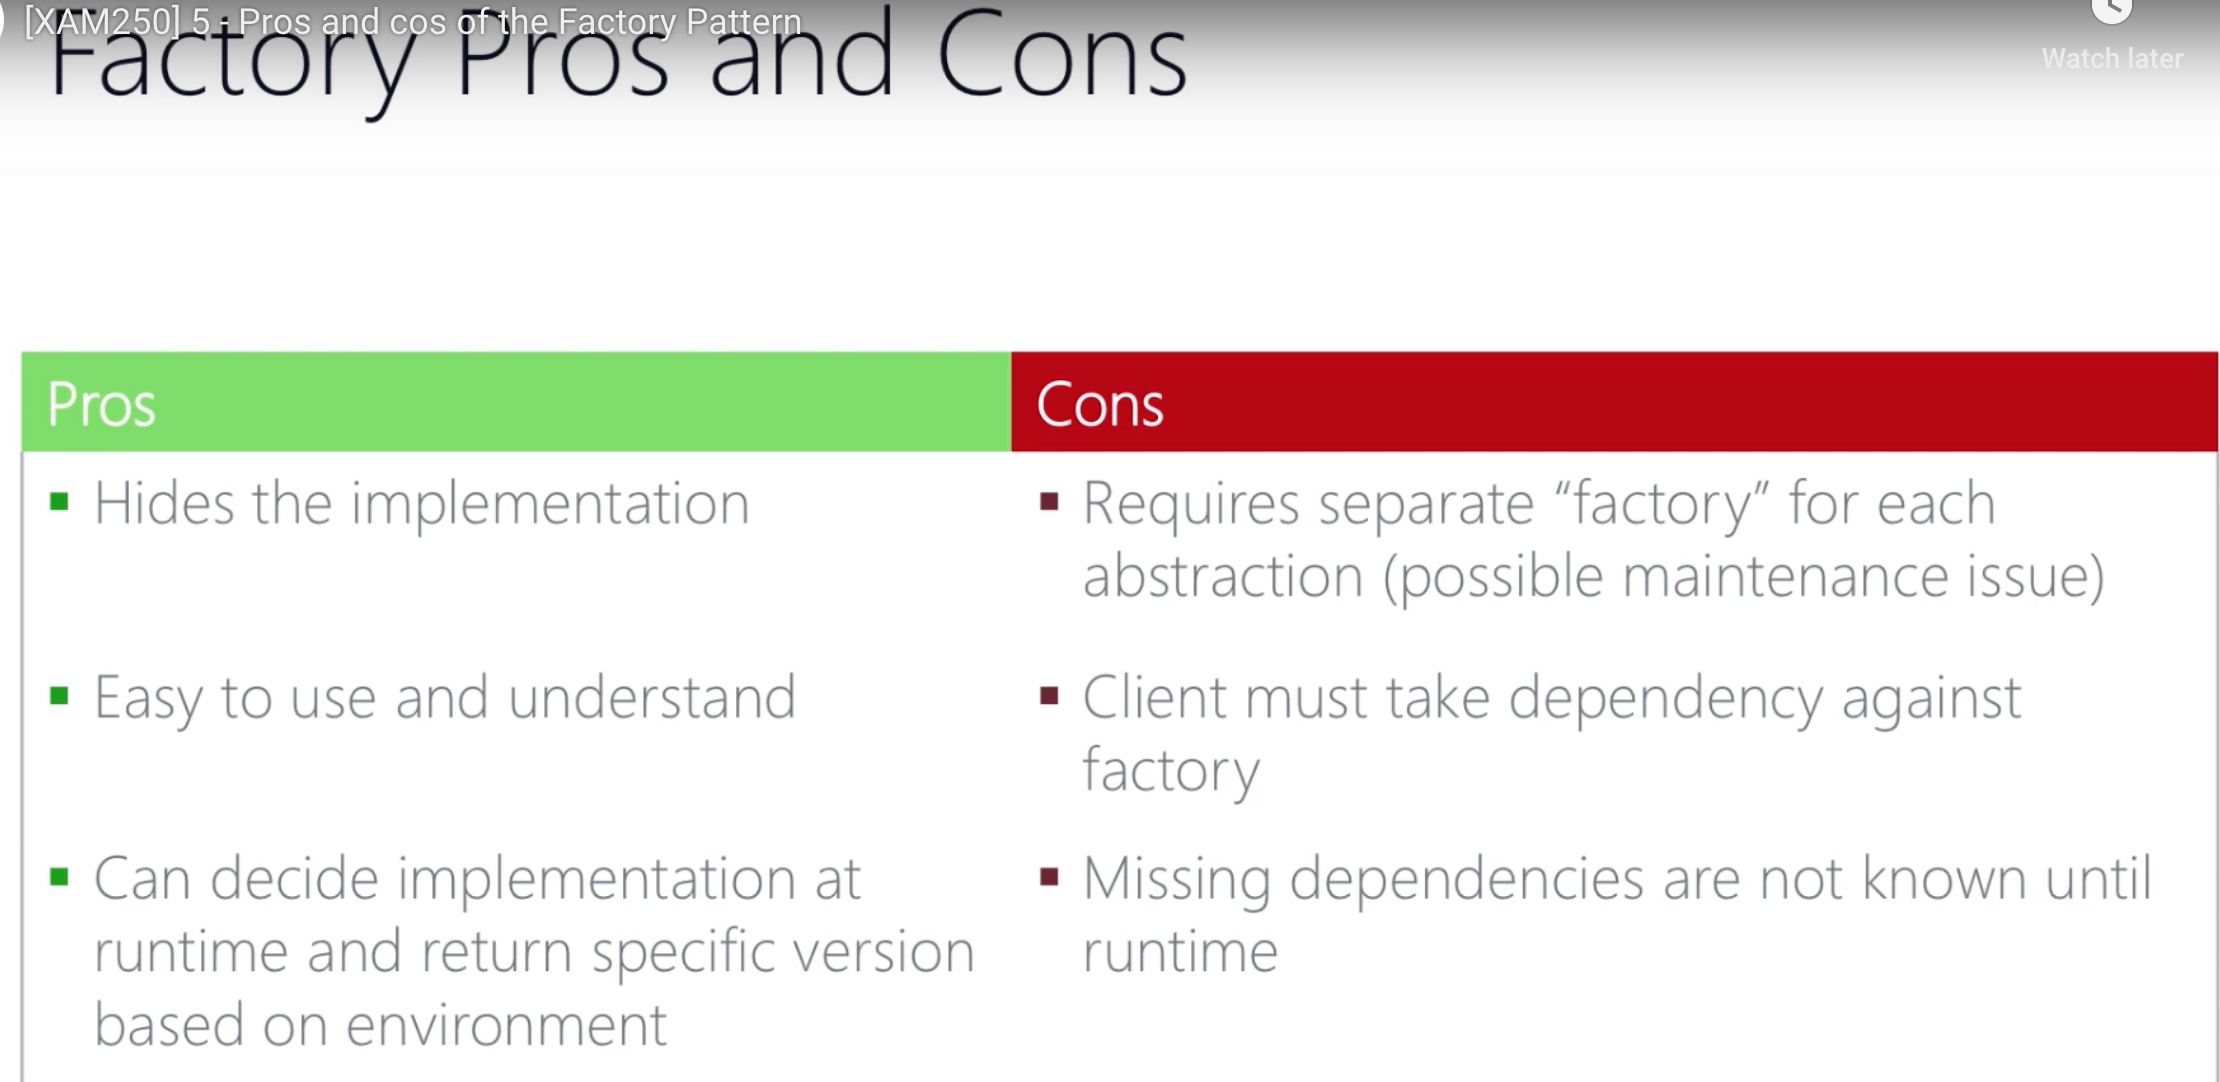 [XAM250] 5 - Pros and cos of the Factory Pattern
Watch later
Factory Pros and Cons
Pros
Hides the implementation
Easy to use and understand
Can decide implementation at
runtime and return specific version
based on environment
Cons
Requires separate “factory” for each
abstraction (possible maintenance issue)
Client must take dependency against
factory
Missing dependencies are not known until
runtime